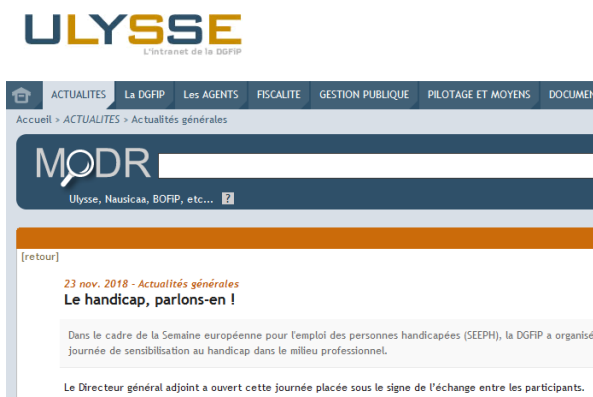 ULYSSE
L'intranet de la DGFiP
ACTUALITES La DGFIP Les AGENTS FISCALITE GESTION PUBLIQUE PILOTAGE ET MOYENS DOCUMEN
Accueil > ACTUALITES > Actualités générales
MODR
Ulysse, Nausicaa, BOFiP, etc... ?
[retour]
23 nov. 2018 - Actualités générales
Le handicap, parlons-en !
Dans le cadre de la Semaine européenne pour l'emploi des personnes handicapées (SEEPH), la DGFiP a organisé
journée de sensibilisation au handicap dans le milieu professionnel.
Le Directeur général adjoint a ouvert cette journée placée sous le signe de l'échange entre les participants.